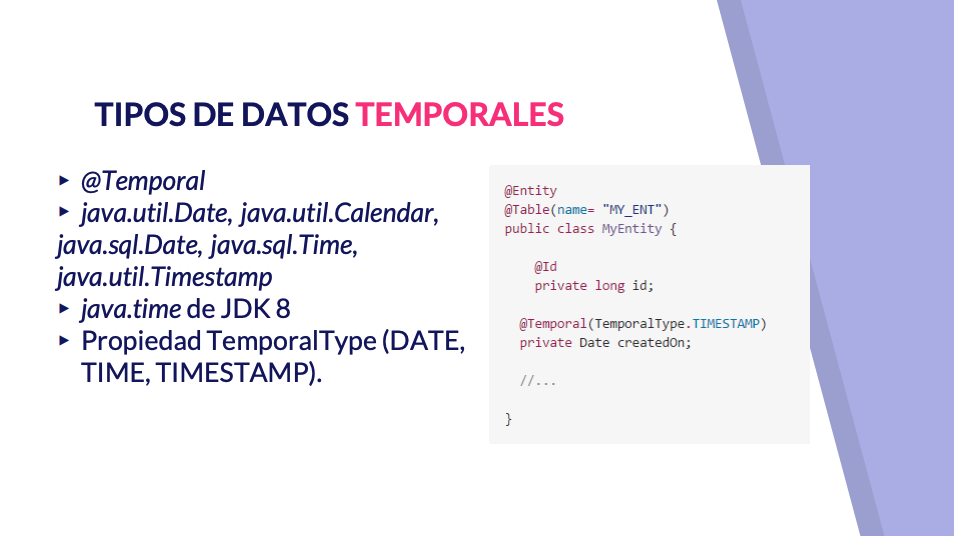 TIPOS DE DATOS TEMPORALES
▸ @Temporal
▸ java.util.Date, java.util.Calendar,
java.sql.Date, java.sql.Time,
java.util.Timestamp
▸ java.time de JDK 8
▸ Propiedad TemporalType (DATE,
TIME, TIMESTAMP).
@Entity
@Table(name= "MY_ENT")
public class MyEntity {
@Id
private long id;
@Temporal(TemporalType.TIMESTAMP)
private Date createdOn;
//...
}